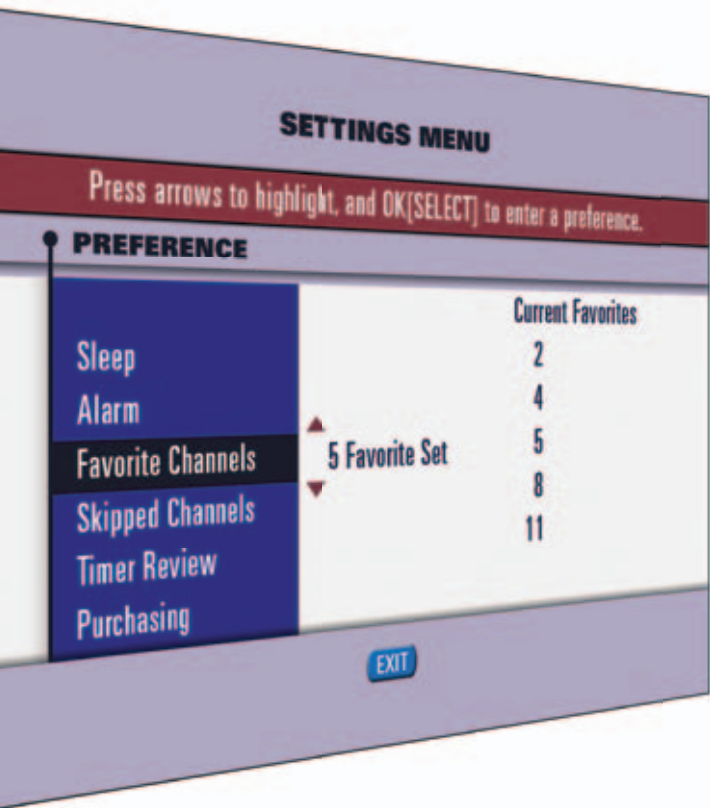 SETTINGS MENU
Press arrows to highlight, and OK[SELECT] to enter a preference.
PREFERENCE
Current Favorites
Sleep
2
Alarm
4
Favorite Channels
5 Favorite Set
5
Skipped Channels
8
Timer Review
11
Purchasing
EXIT